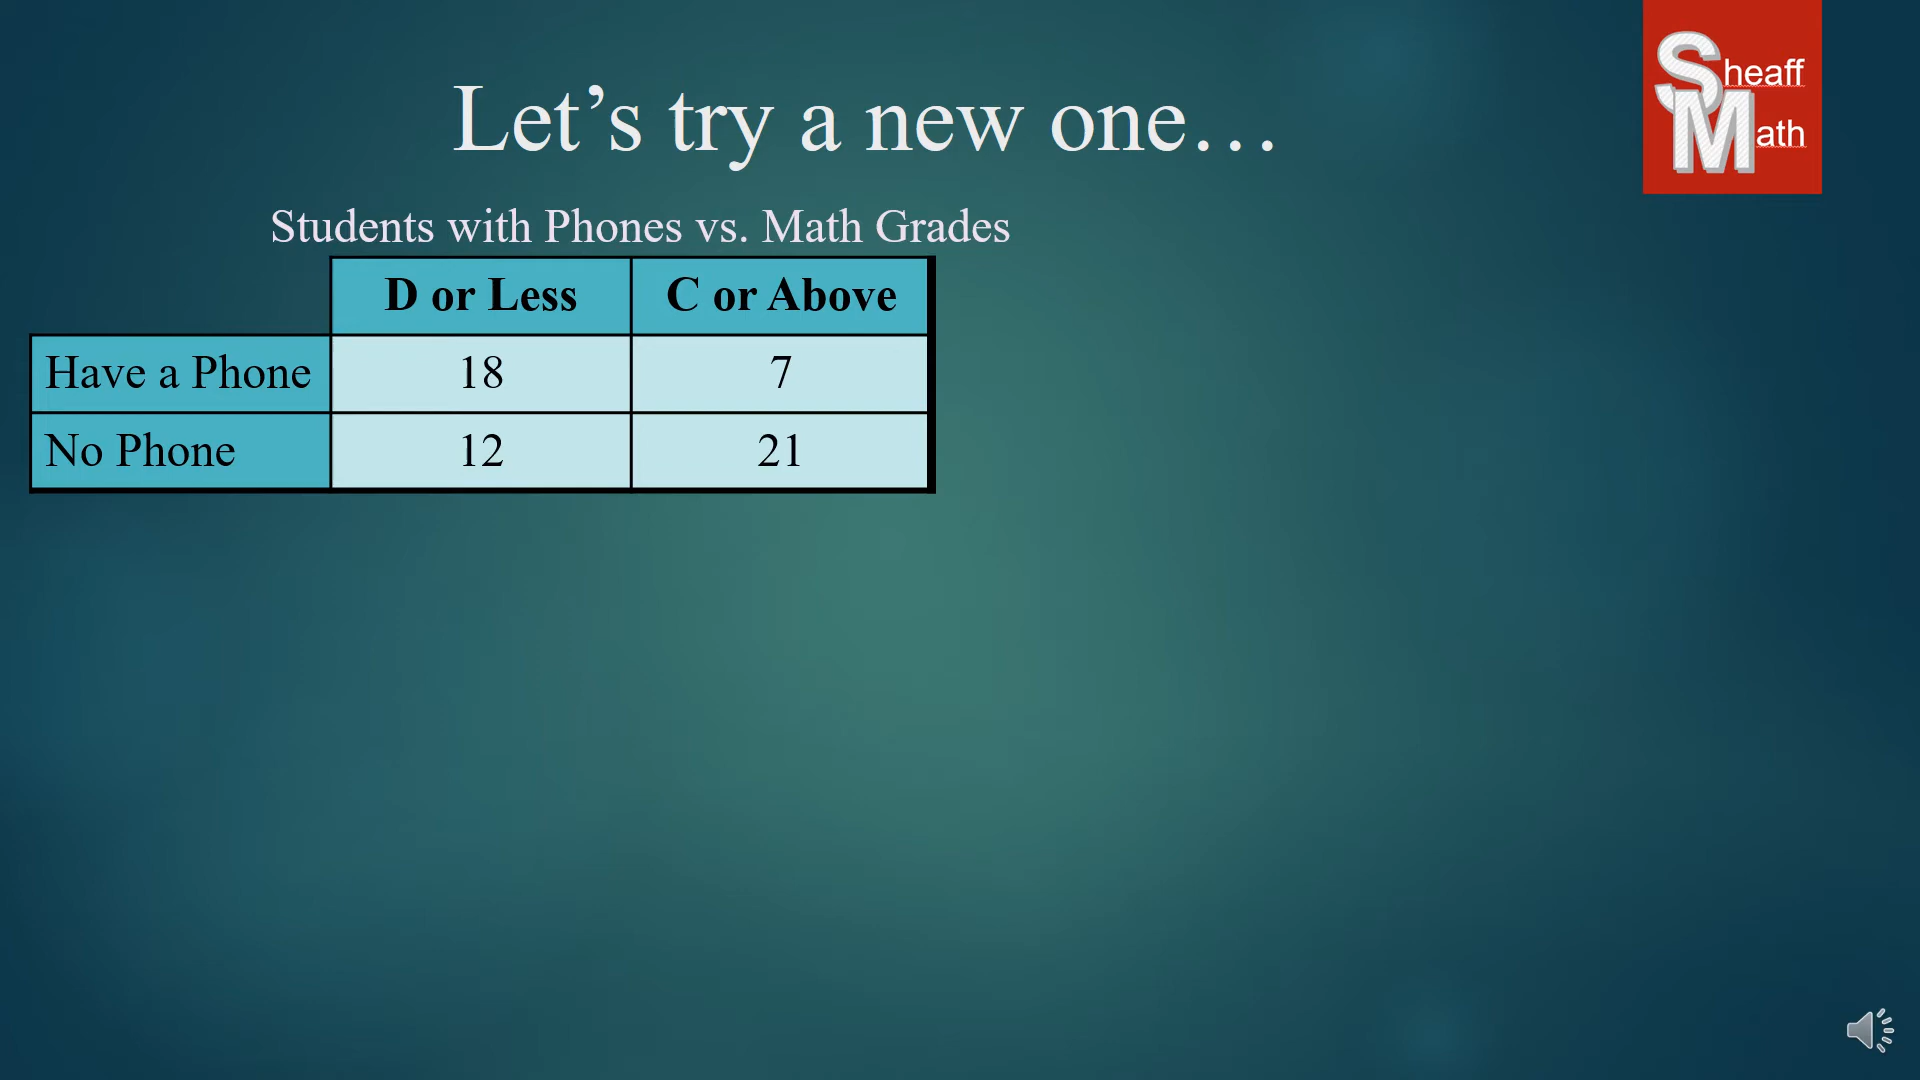 Let’s try a new one…
Sheaff
Math
Students with Phones vs. Math Grades
D or Less C or Above
Have a Phone 18 7
No Phone 12 21